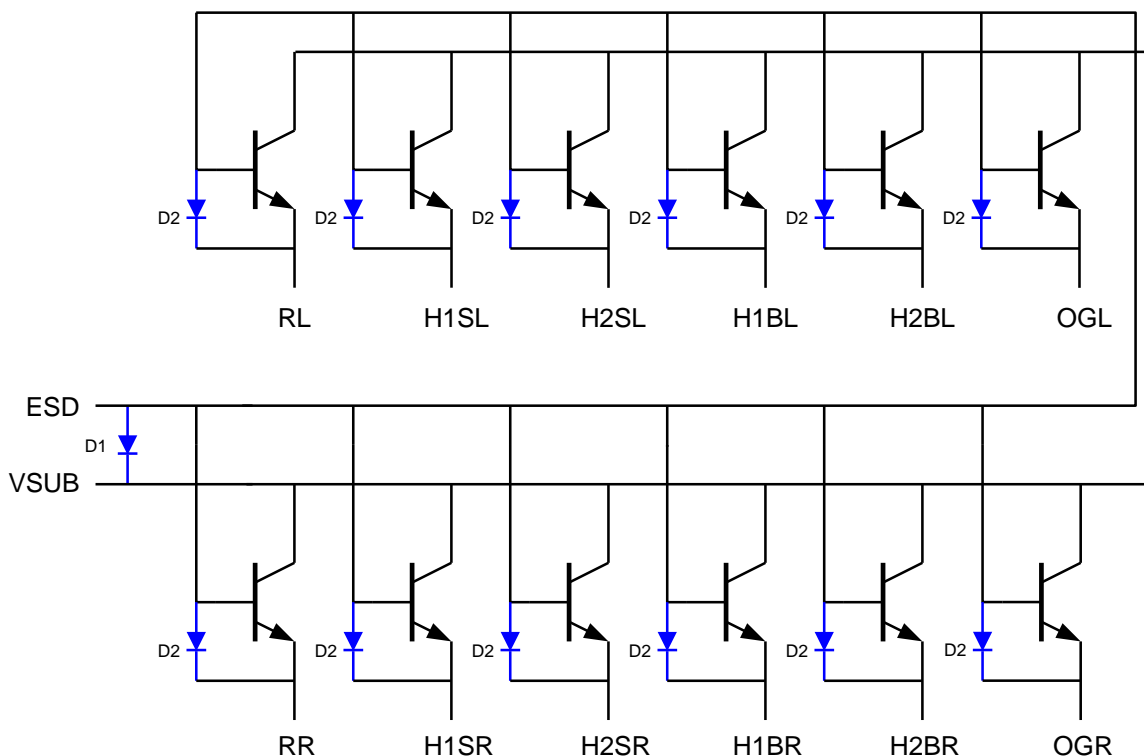 D2 D2 D2 D2 D2 D2
RL H1SL H2SL H1BL H2BL OGL
ESD
D1
VSUB
D2 D2 D2 D2 D2 D2
RR H1SR H2SR H1BR H2BR OGR